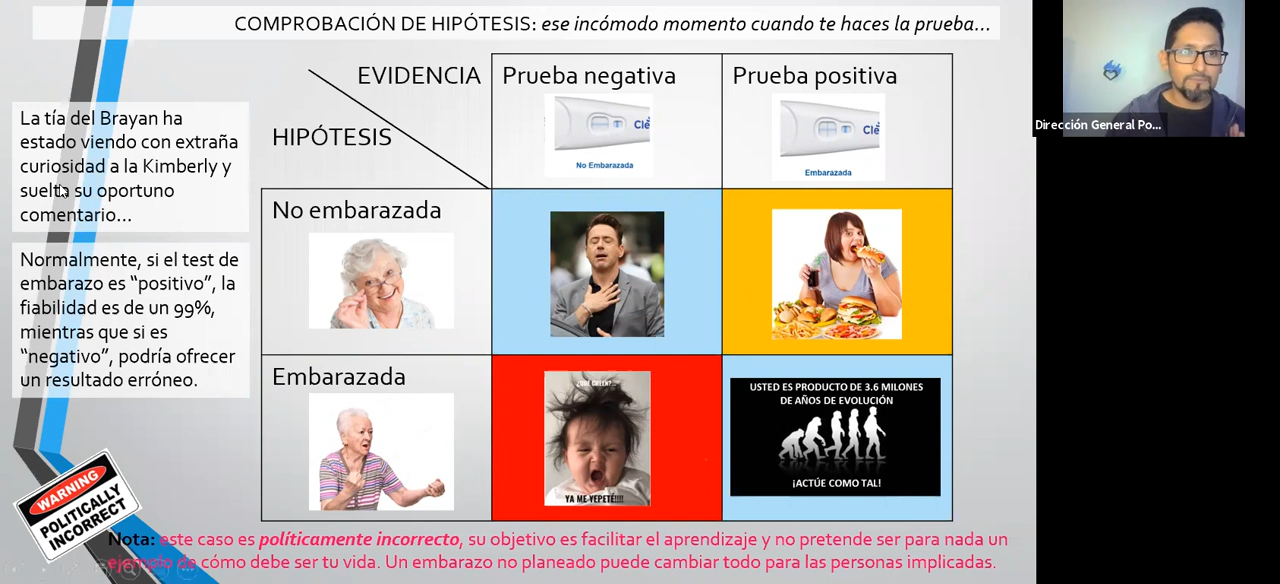 COMPROBACIÓN DE HIPÓTESIS: ese incómodo momento cuando te haces la prueba...
Dirección General Po...
EVIDENCIA
HIPÓTESIS
Prueba negativa
Cle
No Embarazada
Prueba positiva
Cle
Embarazada
La tía del Brayan ha
estado viendo con extraña
curiosidad a la Kimberly y
suelta su oportuno
comentario...
Normalmente, si el test de
embarazo es “positivo”, la
fiabilidad es de un 99%,
mientras que si es
“negativo”, podría ofrecer
un resultado erróneo.
No embarazada
Embarazada
YA ME VEPETÉ!!!!
USTED ES PRODUCTO DE 3.6 MILONES
DE AÑOS DE EVOLUCIÓN
¡ACTÚE COMO TAL!
WARNING
POLITICALLY
INCORRECT
Nota: este caso es políticamente incorrecto, su objetivo es facilitar el aprendizaje y no pretende ser para nada un
ejemplo de cómo debe ser tu vida. Un embarazo no planeado puede cambiar todo para las personas implicadas.